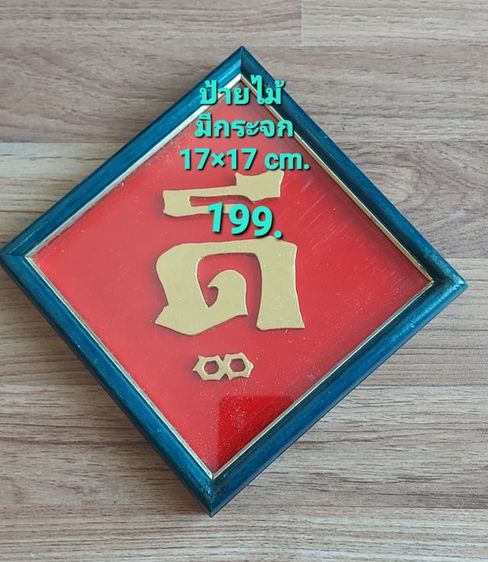 ป้ายไม้
มีกระจก
17×17 cm.
199.
ดี